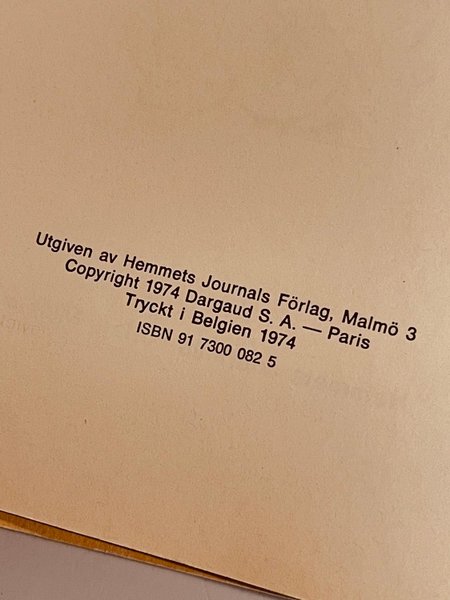 Utgiven av Hemmets Journals Förlag, Malmö 3
Copyright 1974 Dargaud S. A. — Paris
Tryckt i Belgien 1974
ISBN 91 7300 082 5